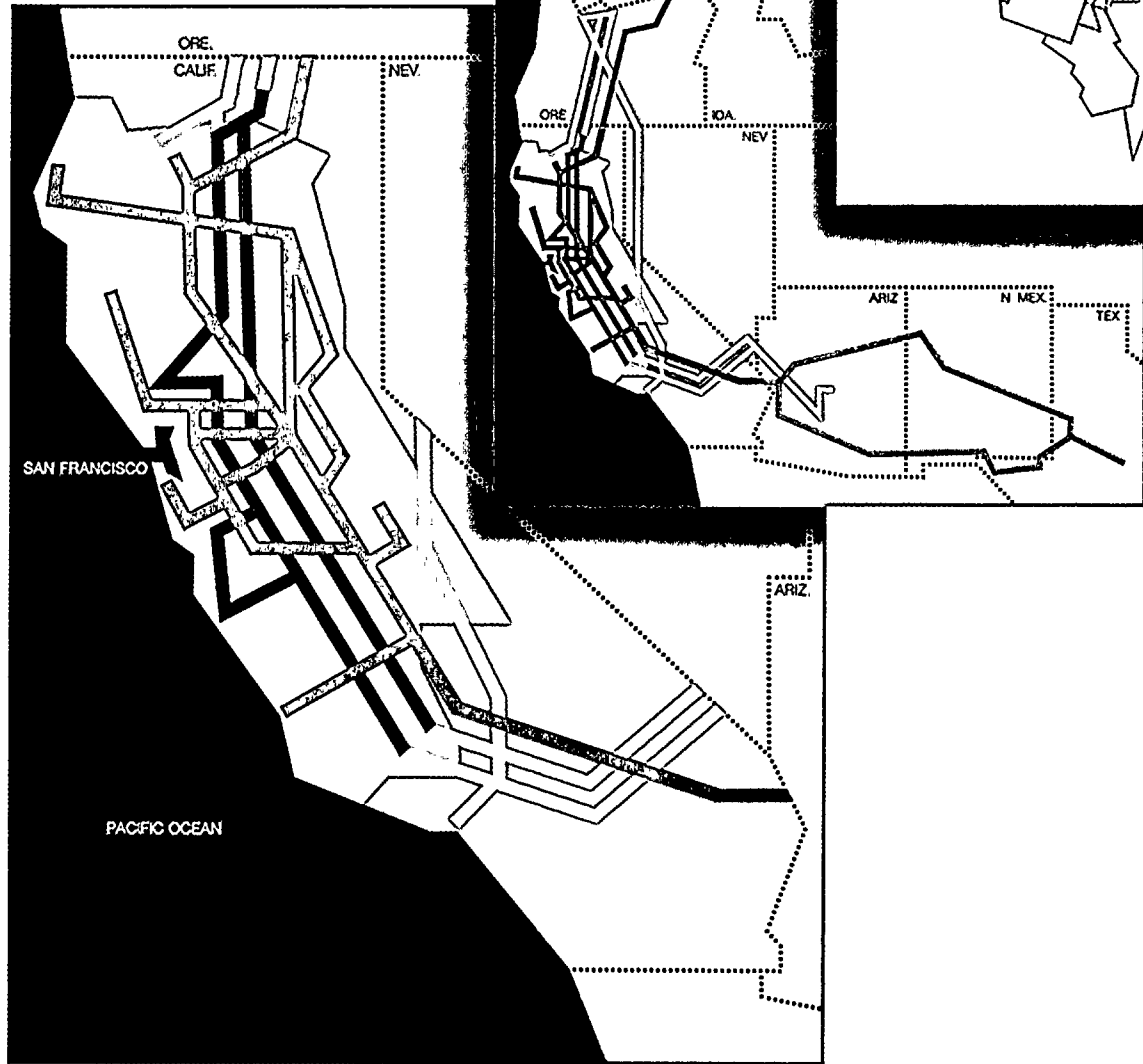 ORE.
CALIF.
NEV.
SAN FRANCISCO
PACIFIC OCEAN
ARIZ.
ORE
IDA.
NEV
ARIZ
N MEX.
TEX